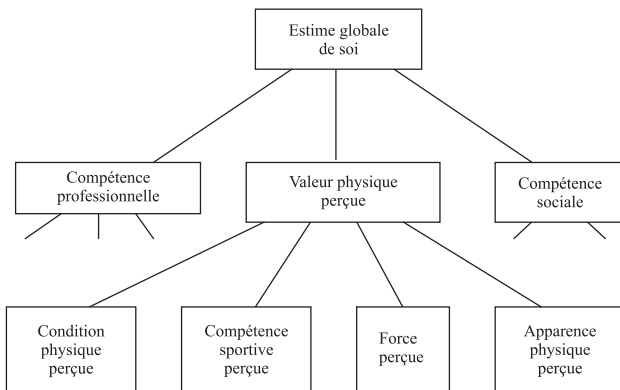 Estime globale
de soi
Compétence
professionnelle
Valeur physique
perçue
Compétence
sociale
Condition
physique
perçue
Compétence
sportive
perçue
Force
perçue
Apparence
physique
perçue